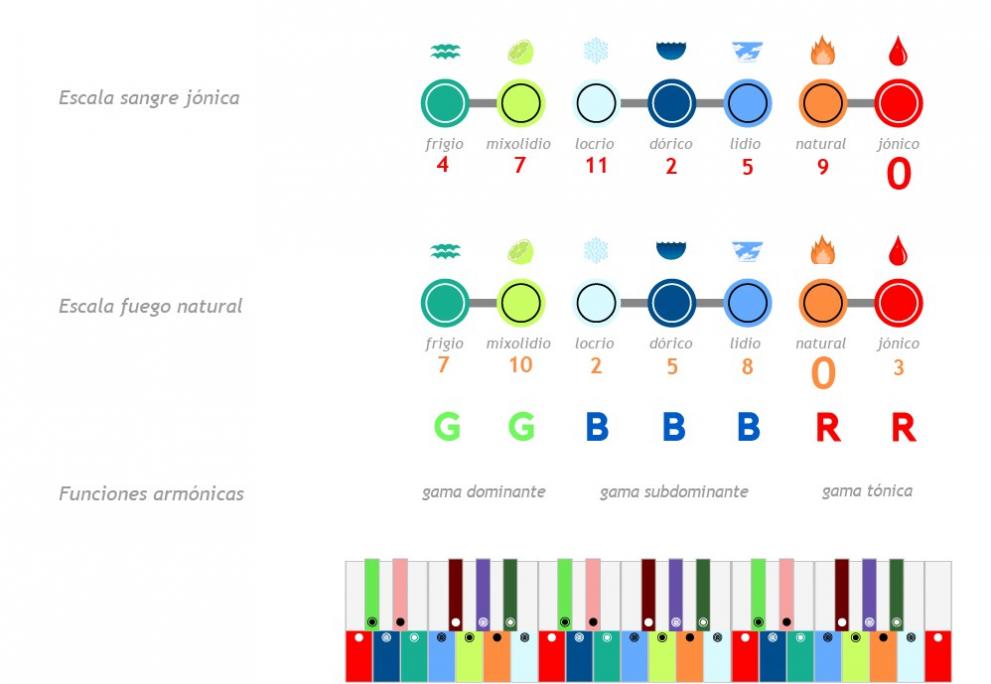 Escala sangre jónica
frigio mixolidio locrio dórico lidio natural jónico
4 7 11 2 5 9 0
Escala fuego natural
frigio mixolidio locrio dórico lidio natural jónico
7 10 2 5 8 0 3
G G B B B R R
Funciones armónicas
gama dominante gama subdominante gama tónica